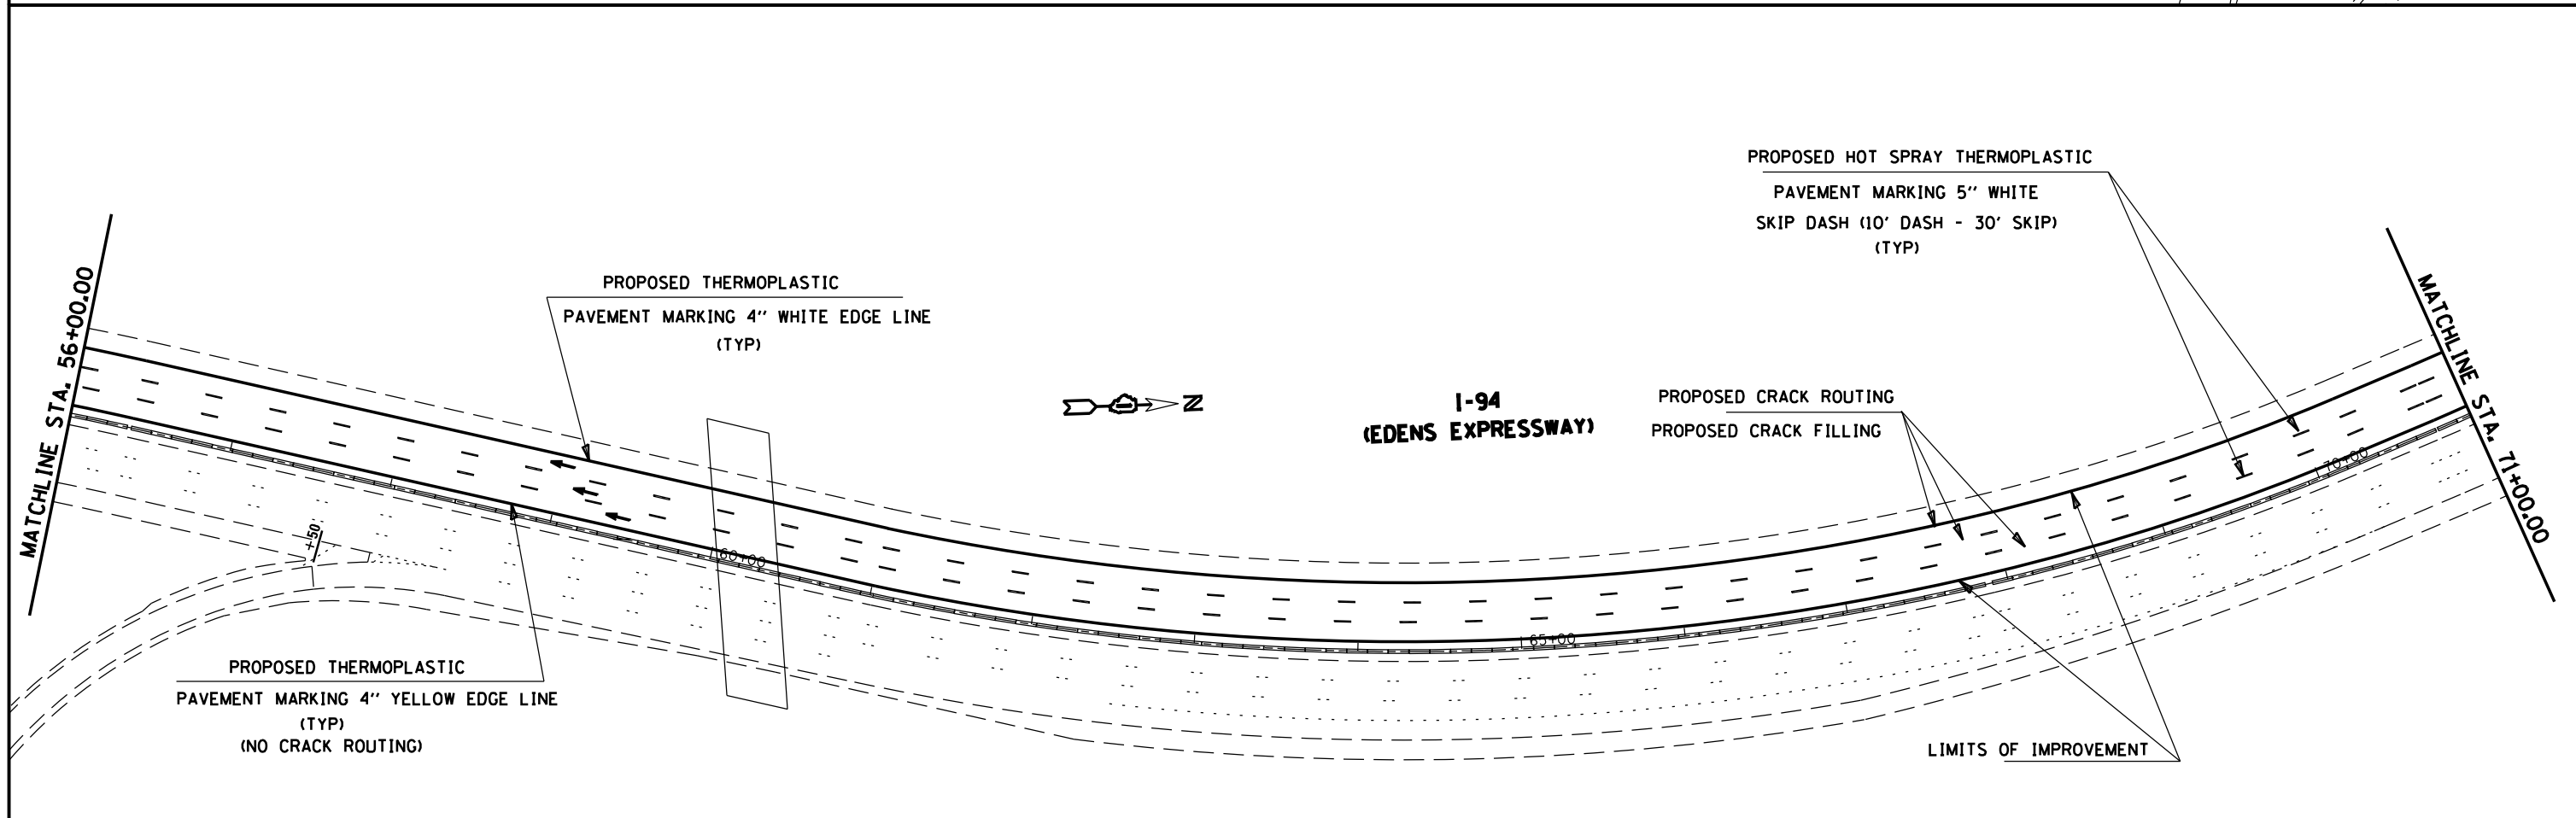 PROPOSED HOT SPRAY THERMOPLASTIC
PAVEMENT MARKING 5'' WHITE
SKIP DASH (10' DASH - 30' SKIP)
(TYP)
MATCHLINE STA. 56+00.00
PROPOSED THERMOPLASTIC
PAVEMENT MARKING 4'' WHITE EDGE LINE
(TYP)
N
I-94
(EDENS EXPRESSWAY)
PROPOSED CRACK ROUTING
PROPOSED CRACK FILLING
MATCHLINE STA. 71+00.00
70+00
+50
60+00
65+00
PROPOSED THERMOPLASTIC
PAVEMENT MARKING 4'' YELLOW EDGE LINE
(TYP)
(NO CRACK ROUTING)
LIMITS OF IMPROVEMENT